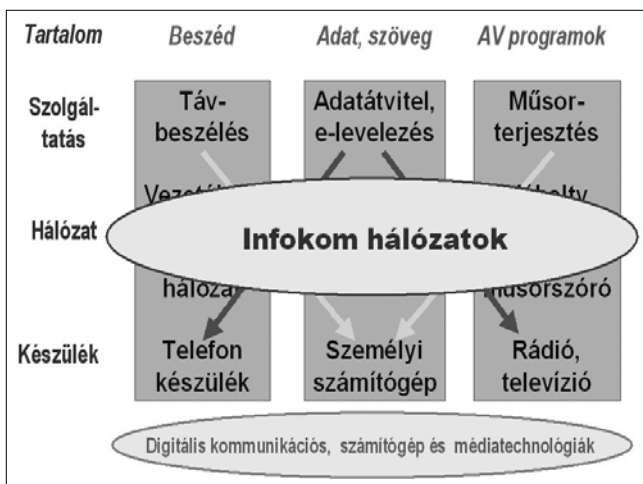 Tartalom Beszéd Adat, szöveg AV programok
Szolgál-
tatás
Táv-
beszélés
Adatátvitel,
e-levelezés
Műsor-
terjesztés
Hálózat
Infokom hálózatok
műsorszóró
Készülék
Telefon
készülék
Személyi
számítógép
Rádió,
televízió
Digitális kommunikációs, számítógép és médiatechnológiák